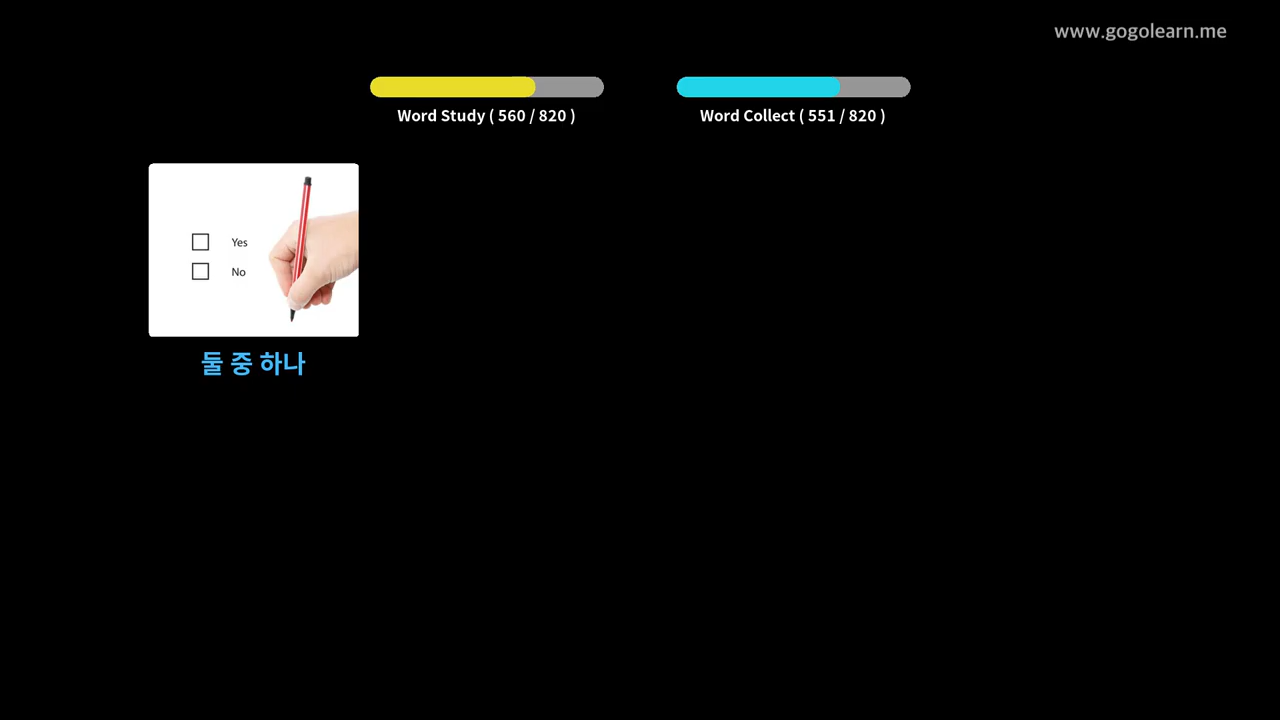 www.gogolearn.me
Word Study ( 560 / 820 )
Word Collect ( 551 / 820 )
Yes
No
둘 중 하나